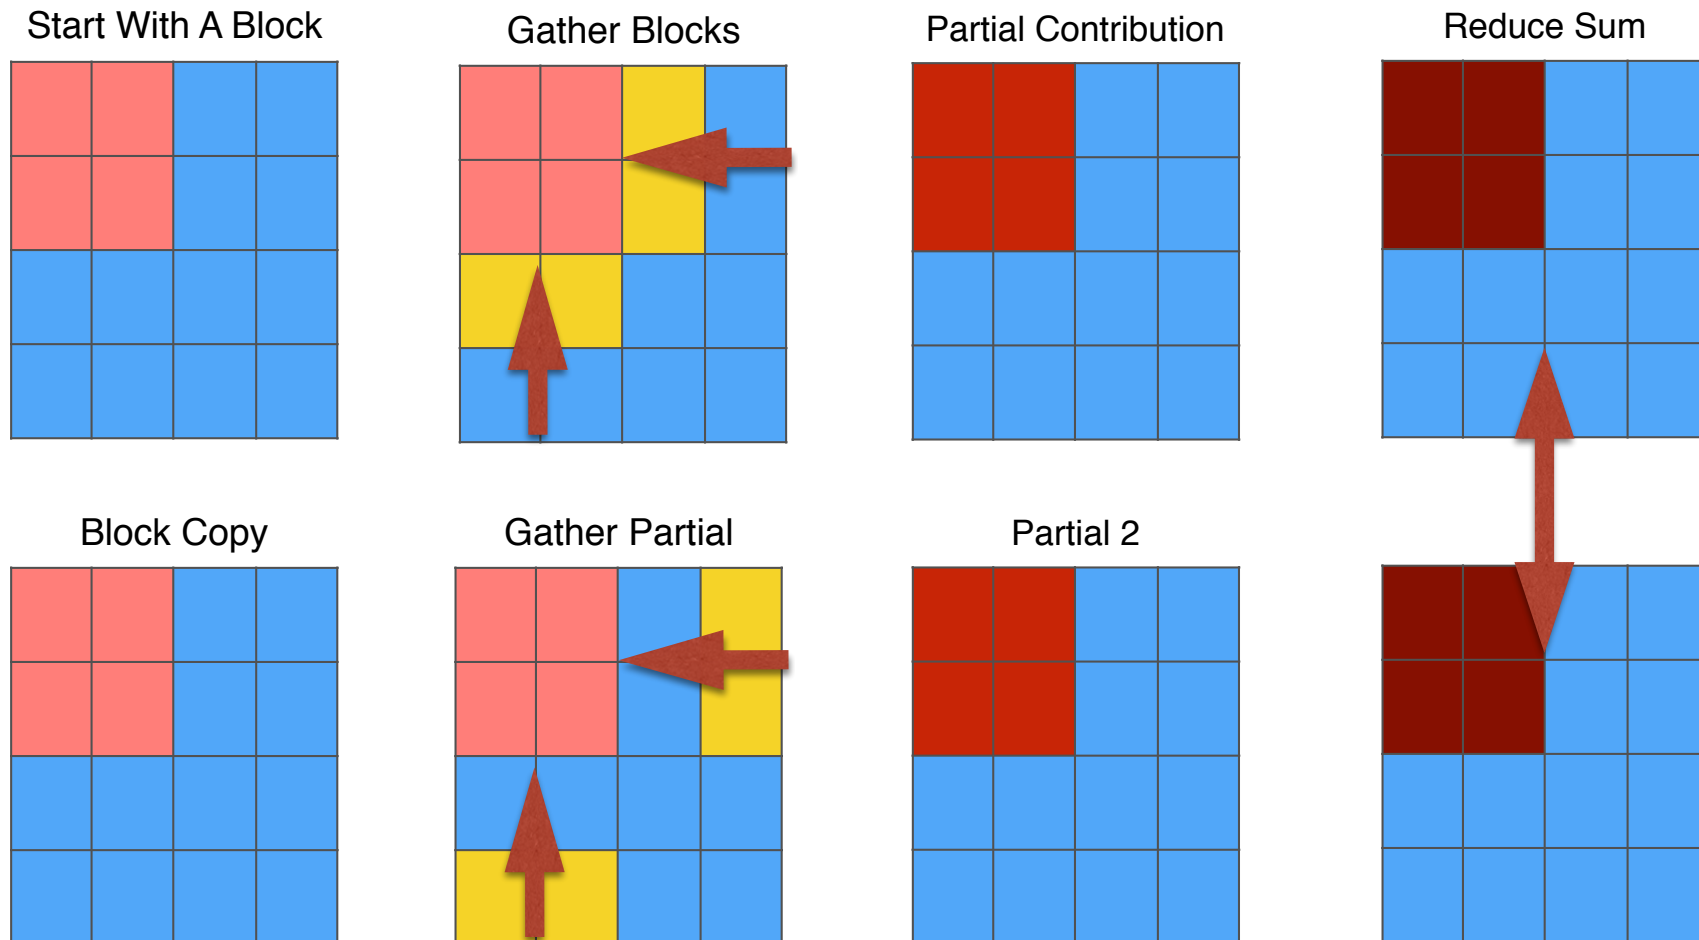 Start With A Block
Gather Blocks
Partial Contribution
Reduce Sum
Block Copy
Gather Partial
Partial 2